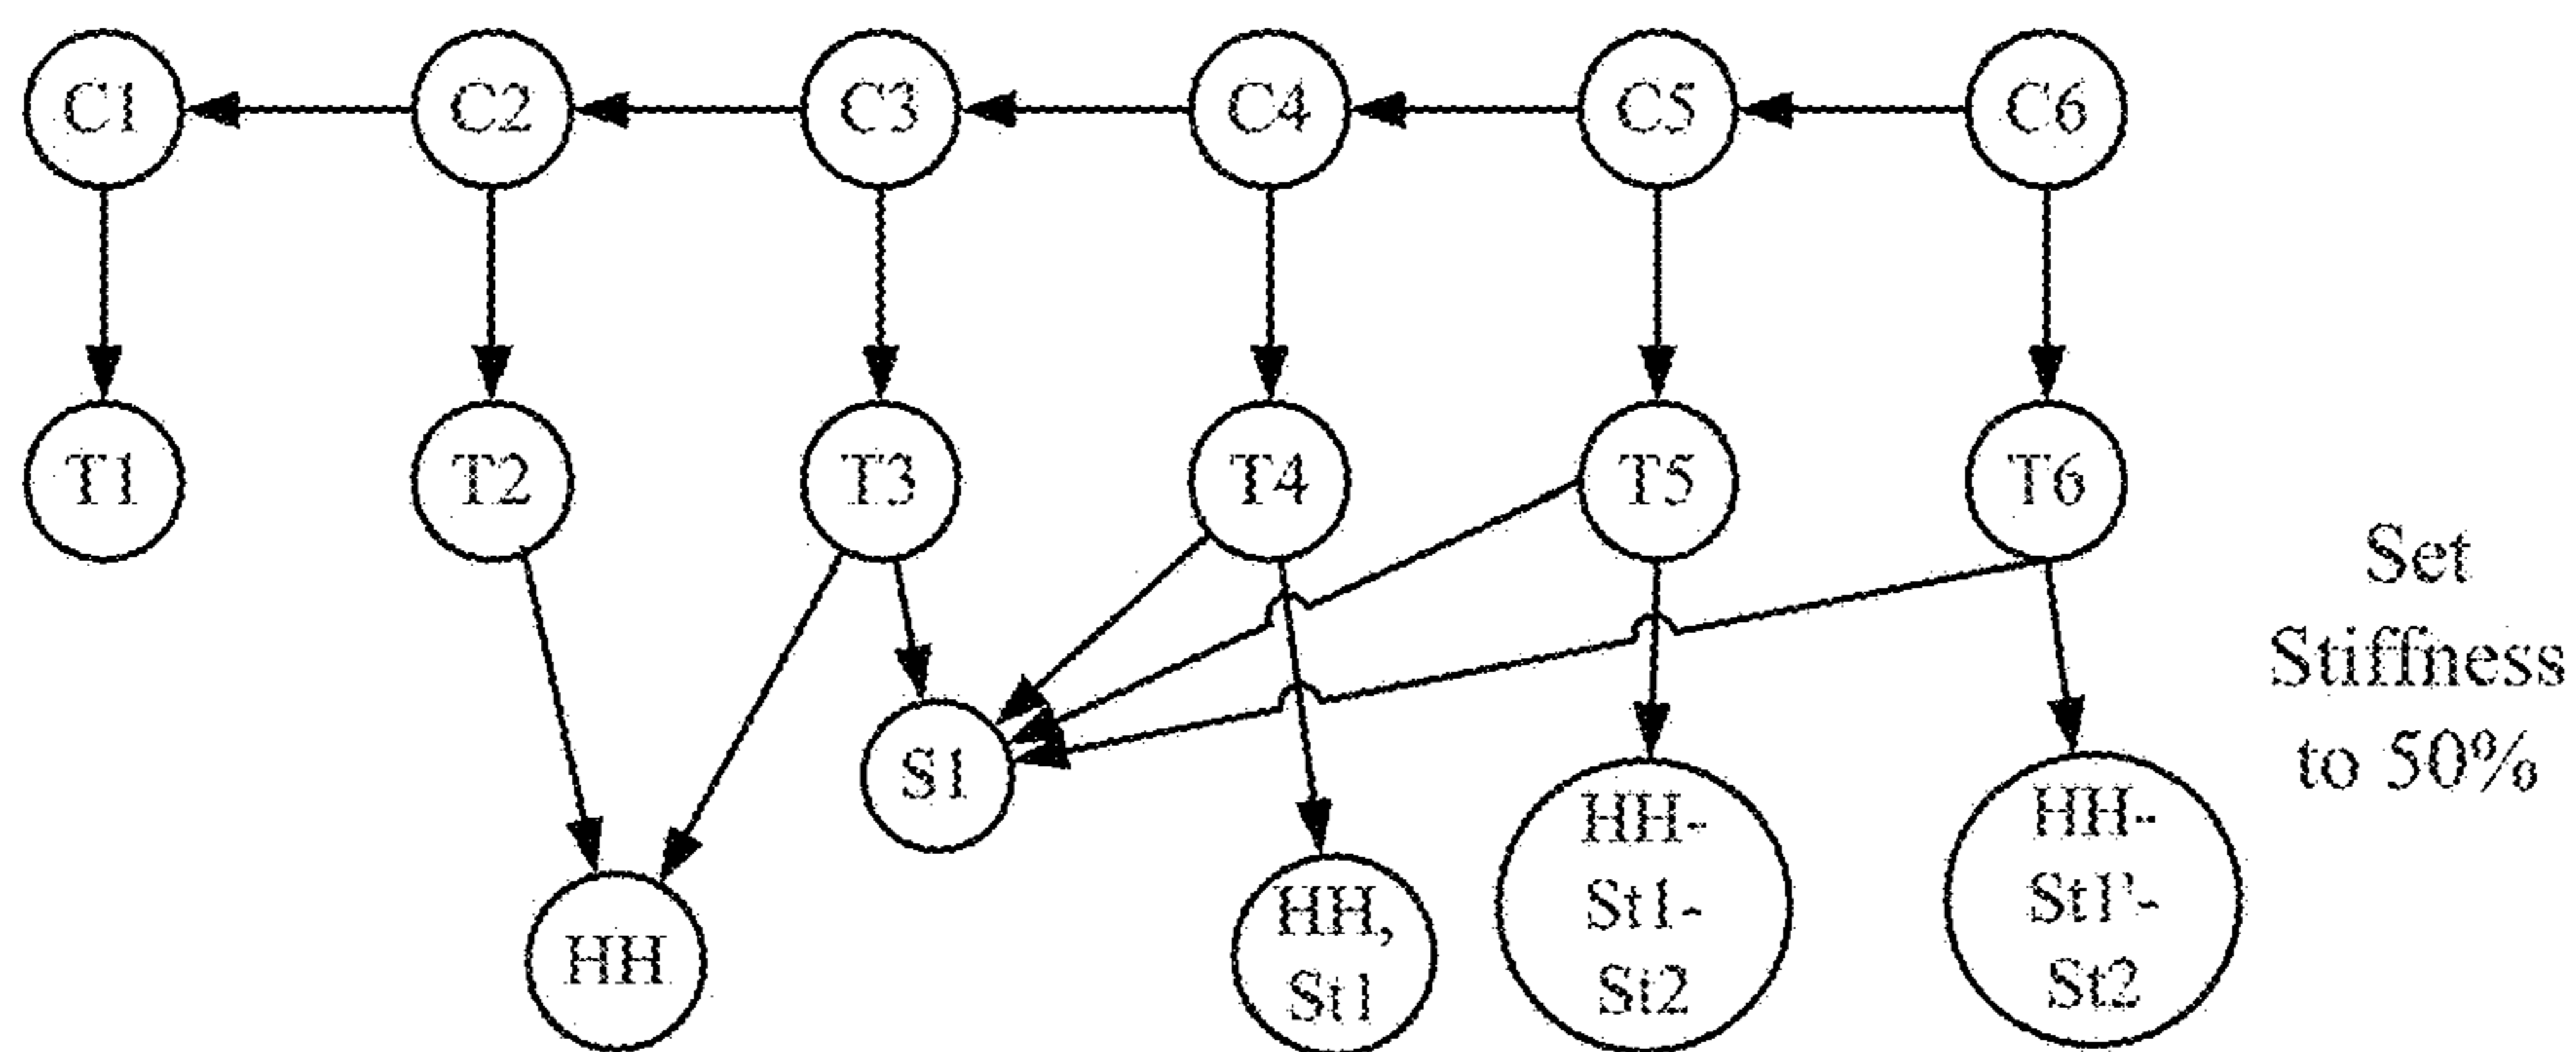 C1
C2
C3
C4
C5
C6
T1
T2
T3
T4
T5
T6
Set
Stiffness
to 50%
S1
HH
HH,
St1
HH-
St1-
St2
HH-
St1'-
St2